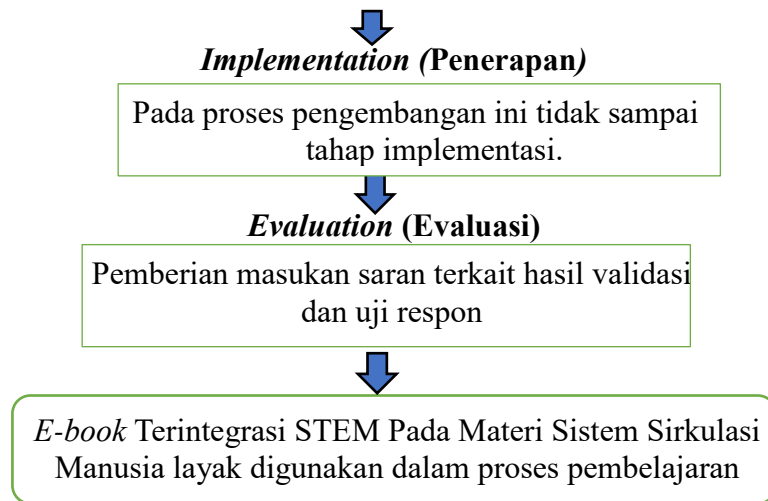 Implementation (Penerapan)
Pada proses pengembangan ini tidak sampai
tahap implementasi.
Evaluation (Evaluasi)
Pemberian masukan saran terkait hasil validasi
dan uji respon
E-book Terintegrasi STEM Pada Materi Sistem Sirkulasi
Manusia layak digunakan dalam proses pembelajaran